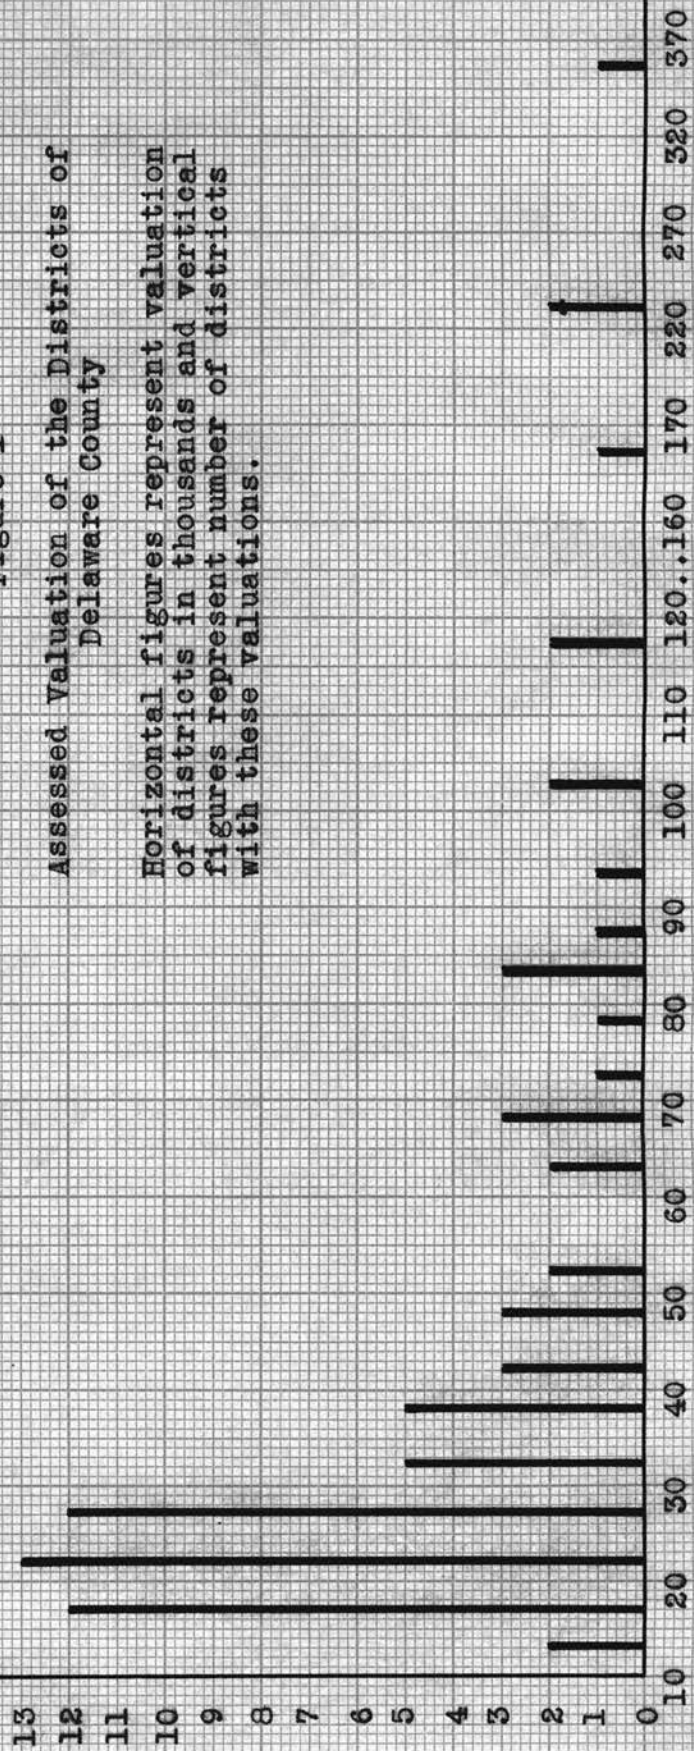 Assessed Valuation of the Districts of
Delaware County
Horizontal figures represent valuation
of districts in thousands and vertical
figures represent number of districts
with these valuations.
13
12
11
10
9
8
7
6
5
4
3
2
1
0
10 20 30 40 50 60 70 80 90 100 110 120..160 170 220 270 320 370